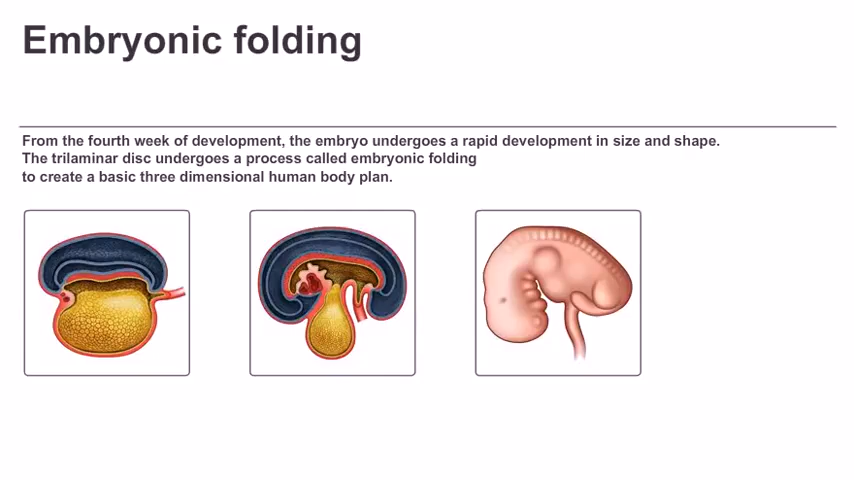 Embryonic folding
From the fourth week of development, the embryo undergoes a rapid development in size and shape.
The trilaminar disc undergoes a process called embryonic folding
to create a basic three dimensional human body plan.